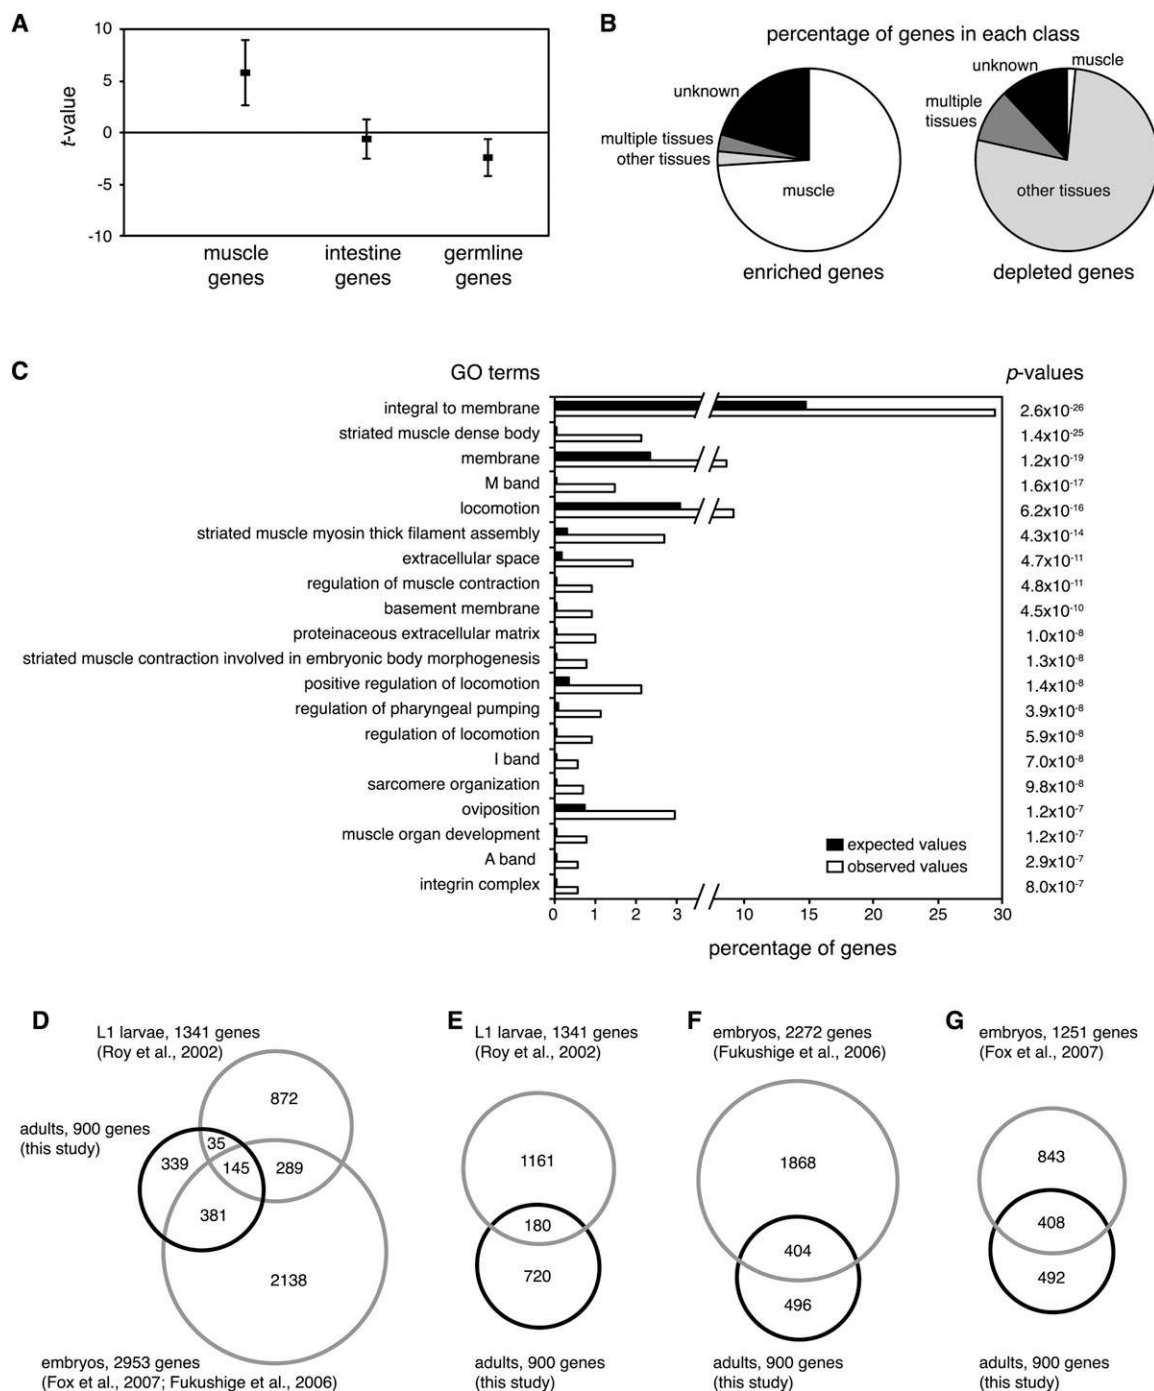 A
t-value
10
5
0
-5
-10
muscle
genes
intestine
genes
germline
genes
B
percentage of genes in each class
unknown
multiple tissues
other tissues
muscle
enriched genes
unknown
muscle
multiple
tissues
other tissues
depleted genes
C
GO terms
p-values
integral to membrane
2.6x10-26
striated muscle dense body
1.4x10-25
membrane
1.2x10-19
M band
1.6x10-17
locomotion
6.2x10-16
striated muscle myosin thick filament assembly
4.3x10-14
extracellular space
4.7x10-11
regulation of muscle contraction
4.8x10-11
basement membrane
4.5x10-10
proteinaceous extracellular matrix
1.0x10-8
striated muscle contraction involved in embryonic body morphogenesis
1.3x10-8
positive regulation of locomotion
1.4x10-8
regulation of pharyngeal pumping
3.9x10-8
regulation of locomotion
5.9x10-8
I band
7.0x10-8
sarcomere organization
9.8x10-8
oviposition
1.2x10-7
muscle organ development
1.2x10-7
A band
2.9x10-7
integrin complex
8.0x10-7
expected values
observed values
0 1 2 3 10 15 20 25 30
percentage of genes
D
L1 larvae, 1341 genes
(Roy et al., 2002)
872
adults, 900 genes
(this study)
35
339
145
289
381
2138
embryos, 2953 genes
(Fox et al., 2007; Fukushige et al., 2006)
E
L1 larvae, 1341 genes
(Roy et al., 2002)
1161
180
720
adults, 900 genes
(this study)
F
embryos, 2272 genes
(Fukushige et al., 2006)
1868
404
496
adults, 900 genes
(this study)
G
embryos, 1251 genes
(Fox et al., 2007)
843
408
492
adults, 900 genes
(this study)